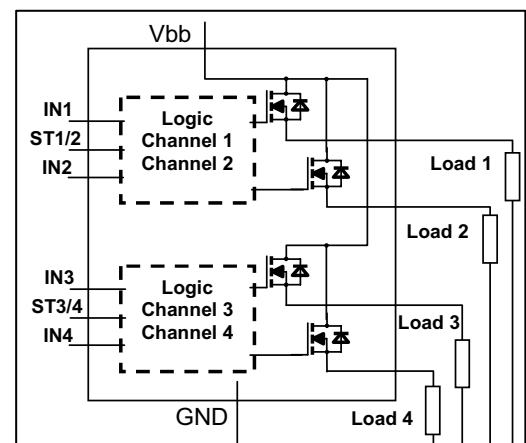 Vbb
IN1
ST1/2
IN2
Logic
Channel 1
Channel 2
Load 1
Load 2
IN3
ST3/4
IN4
Logic
Channel 3
Channel 4
Load 3
Load 4
GND